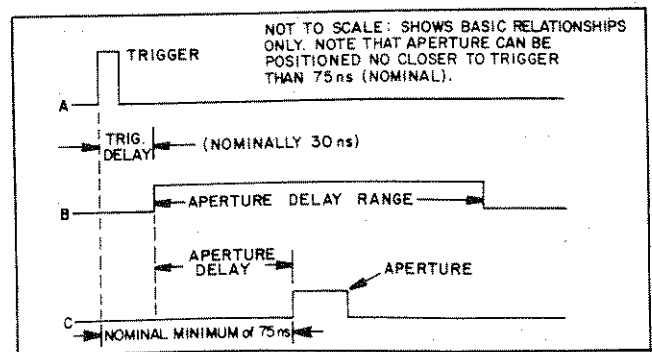 NOT TO SCALE: SHOWS BASIC RELATIONSHIPS
ONLY. NOTE THAT APERTURE CAN BE
POSITIONED NO CLOSER TO TRIGGER
THAN 75ns (NOMINAL).
TRIGGER
A
TRIG.
DELAY
(NOMINALLY 30 ns)
B
APERTURE DELAY RANGE
APERTURE
DELAY
APERTURE
C
NOMINAL MINIMUM of 75ns